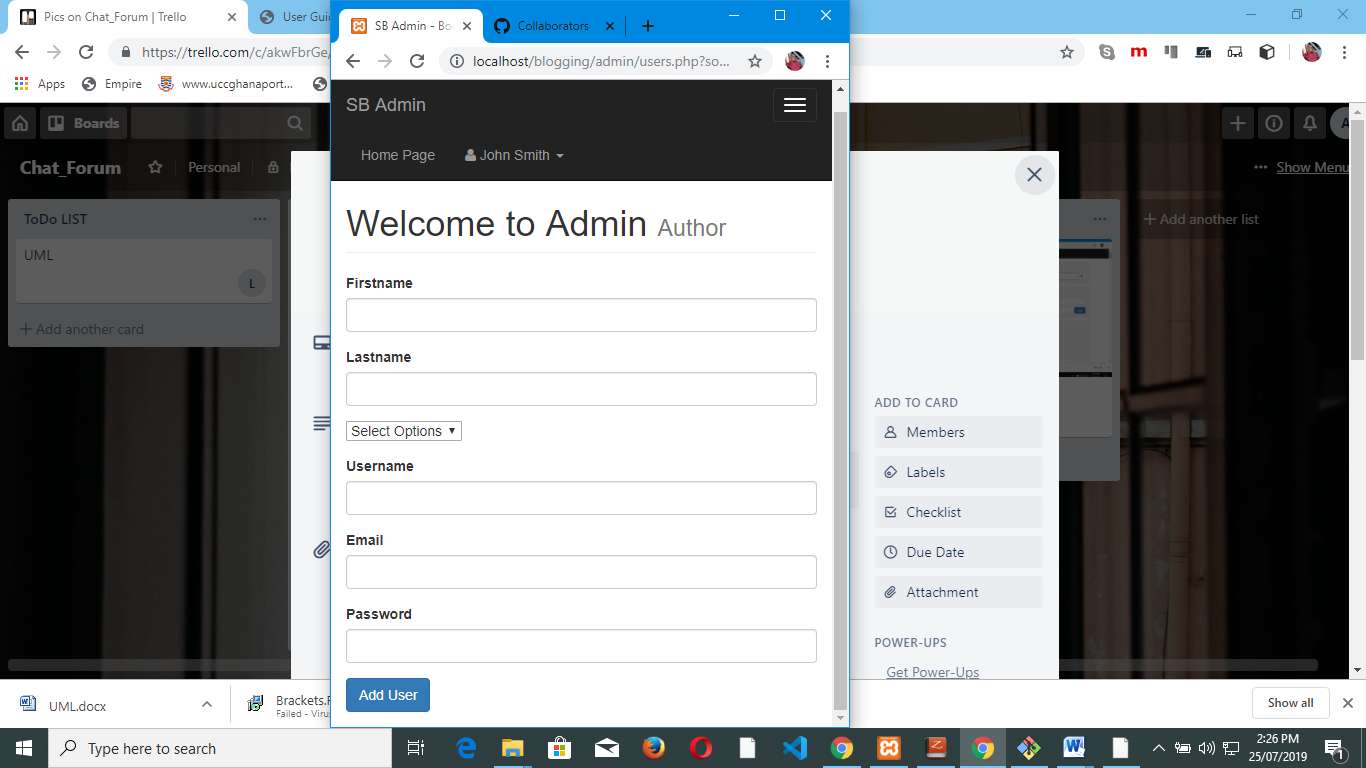 Pics on Chat_Forum | Trello
User Guid
SB Admin - Bo
Collaborators
https://trello.com/c/akwFbrGe/
localhost/blogging/admin/users.php?so...
Apps
Empire
www.uccghanaport...
Boards
Chat_Forum
Personal
Show Menu
ToDo LIST
UML
L
+ Add another card
+ Add another list
SB Admin
Home Page
John Smith
Welcome to Admin Author
Firstname
Lastname
Select Options
Username
Email
Password
Add User
ADD TO CARD
Members
Labels
Checklist
Due Date
Attachment
POWER-UPS
Get Power-Ups
UML.docx
Brackets.
Failed - Viru
Show all
Type here to search
2:26 PM
25/07/2019
1